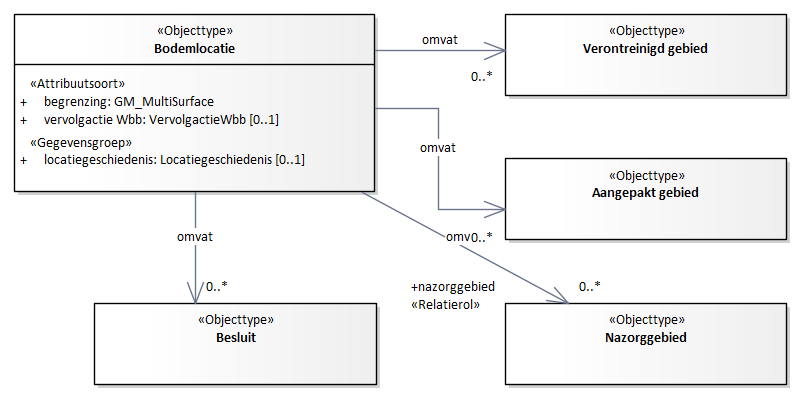 «Objecttype»
Bodemlocatie
«Attribuutsoort»
+ begrenzing: GM_MultiSurface
+ vervolgactie Wbb: VervolgactieWbb [0..1]
«Gegevensgroep»
+ locatiegeschiedenis: Locatiegeschiedenis [0..1]
omvat
0..*
«Objecttype»
Verontreinigd gebied
omvat
0..*
«Objecttype»
Aangepakt gebied
omvat
0..*
«Objecttype»
Besluit
omv
+nazorggebied
«Relatierol»
0..*
«Objecttype»
Nazorggebied